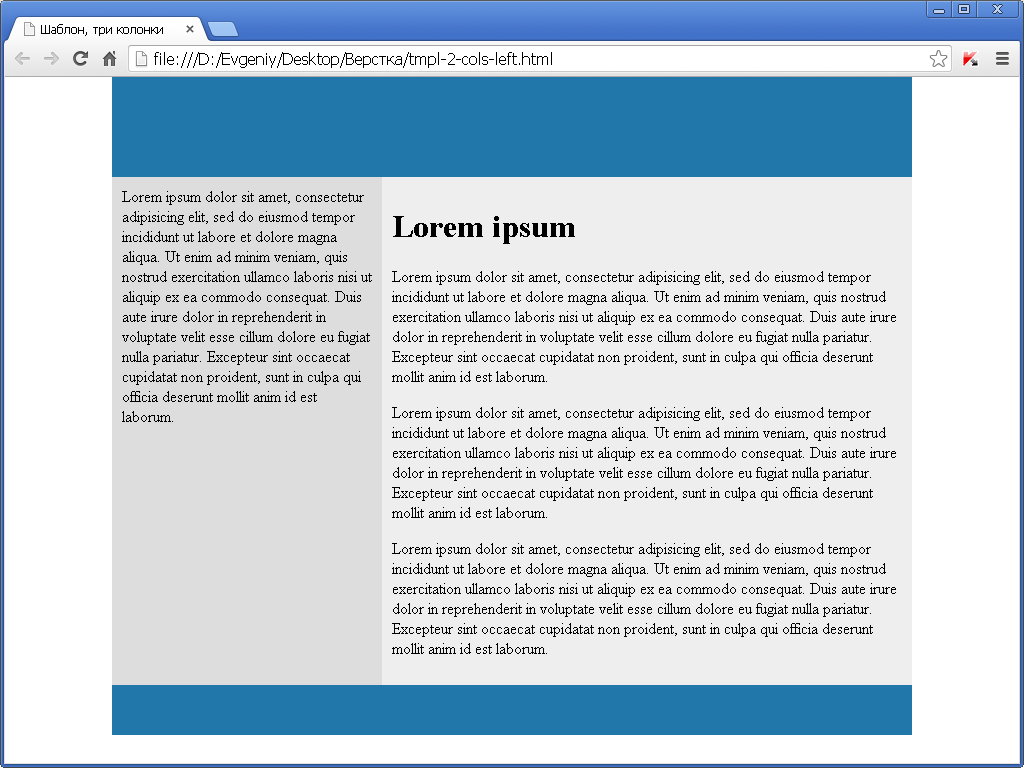 Шаблон, три колонки
file:///D:/Evgeniy/Desktop/Верстка/tmpl-2-cols-left.html
Lorem ipsum dolor sit amet, consectetur
adipisicing elit, sed do eiusmod tempor
incididunt ut labore et dolore magna
aliqua. Ut enim ad minim veniam, quis
nostrud exercitation ullamco laboris nisi ut
aliquip ex ea commodo consequat. Duis
aute irure dolor in reprehenderit in
voluptate velit esse cillum dolore eu fugiat
nulla pariatur. Excepteur sint occaecat
cupidatat non proident, sunt in culpa qui
officia deserunt mollit anim id est
laborum.
Lorem ipsum
Lorem ipsum dolor sit amet, consectetur adipisicing elit, sed do eiusmod tempor
incididunt ut labore et dolore magna aliqua. Ut enim ad minim veniam, quis nostrud
exercitation ullamco laboris nisi ut aliquip ex ea commodo consequat. Duis aute irure
dolor in reprehenderit in voluptate velit esse cillum dolore eu fugiat nulla pariatur.
Excepteur sint occaecat cupidatat non proident, sunt in culpa qui officia deserunt
mollit anim id est laborum.
Lorem ipsum dolor sit amet, consectetur adipisicing elit, sed do eiusmod tempor
incididunt ut labore et dolore magna aliqua. Ut enim ad minim veniam, quis nostrud
exercitation ullamco laboris nisi ut aliquip ex ea commodo consequat. Duis aute irure
dolor in reprehenderit in voluptate velit esse cillum dolore eu fugiat nulla pariatur.
Excepteur sint occaecat cupidatat non proident, sunt in culpa qui officia deserunt
mollit anim id est laborum.
Lorem ipsum dolor sit amet, consectetur adipisicing elit, sed do eiusmod tempor
incididunt ut labore et dolore magna aliqua. Ut enim ad minim veniam, quis nostrud
exercitation ullamco laboris nisi ut aliquip ex ea commodo consequat. Duis aute irure
dolor in reprehenderit in voluptate velit esse cillum dolore eu fugiat nulla pariatur.
Excepteur sint occaecat cupidatat non proident, sunt in culpa qui officia deserunt
mollit anim id est laborum.